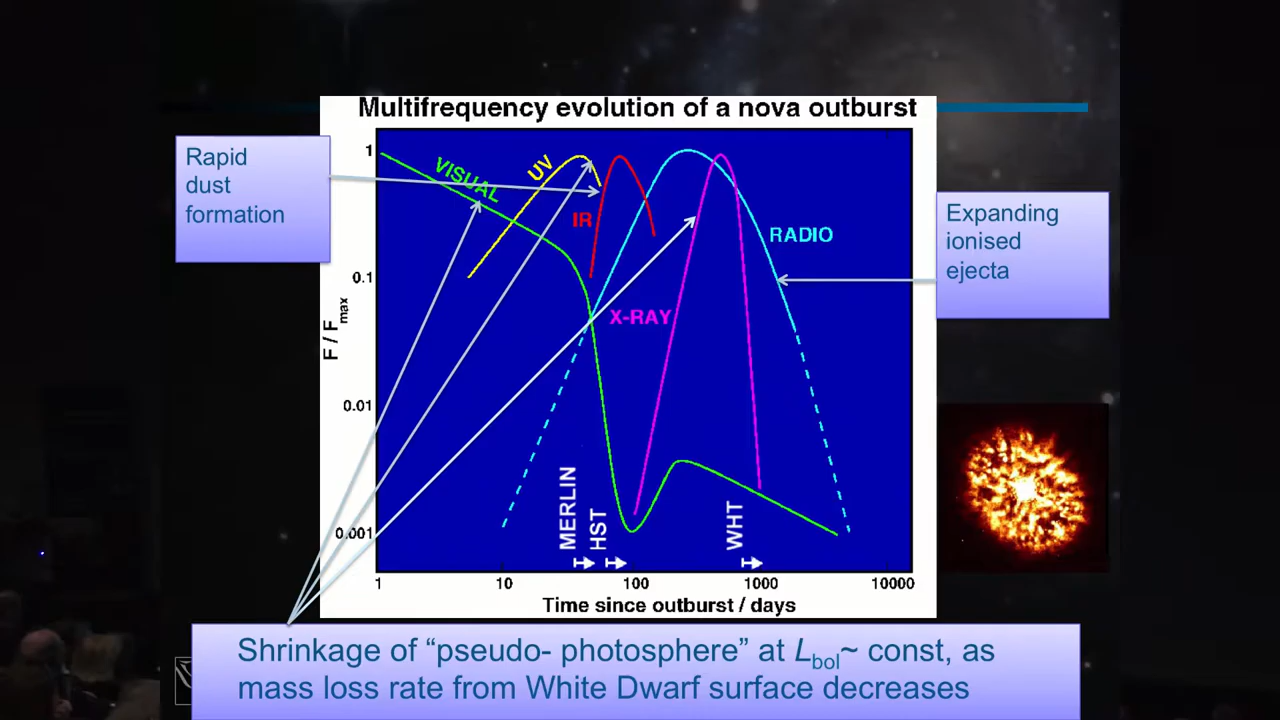 Multifrequency evolution of a nova outburst
Rapid
dust
formation
Expanding
ionised
ejecta
VISUAL
UV
IR
X-RAY
RADIO
1
0.1
0.01
0.001
F / Fmax
MERLIN
HST
WHT
1
10
100
1000
10000
Time since outburst / days
Shrinkage of “pseudo- photosphere” at Lbol~ const, as
mass loss rate from White Dwarf surface decreases